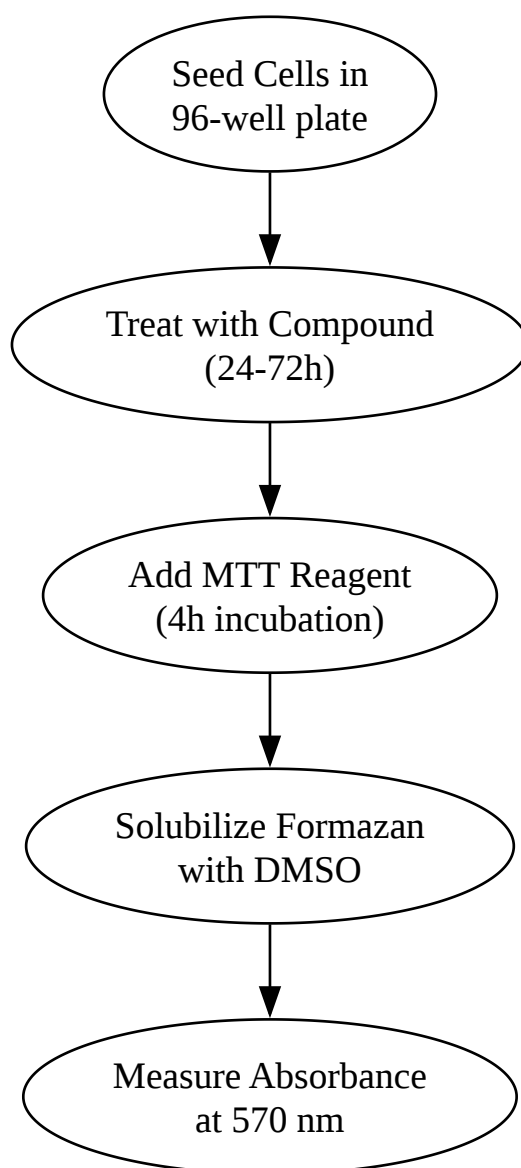 Seed Cells in
96-well plate
Treat with Compound
(24-72h)
Add MTT Reagent
(4h incubation)
Solubilize Formazan
with DMSO
Measure Absorbance
at 570 nm